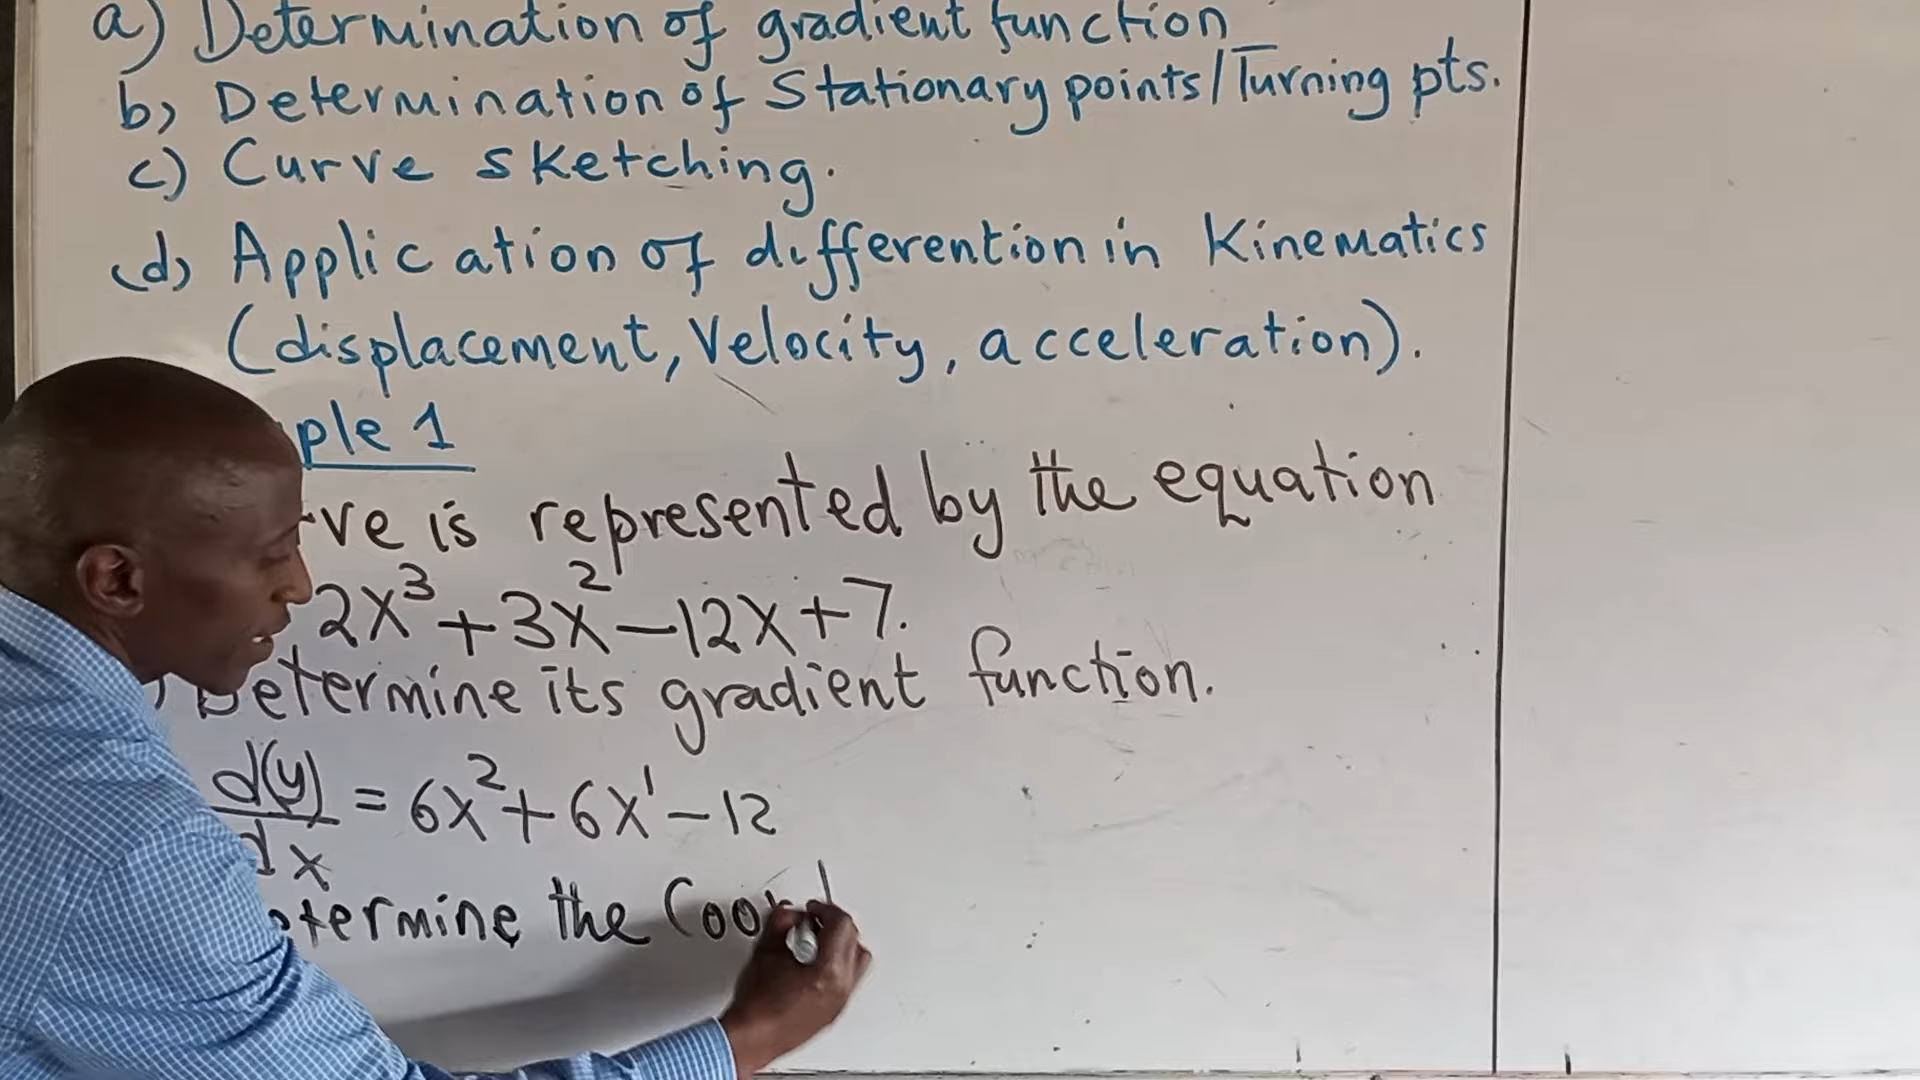 a) Determination of gradient function
b) Determination of Stationary points/Turning pts.
c) Curve sketching.
(d) Application of differention in Kinematics
(displacement, Velocity, acceleration).
ple 1
ve is represented by the equation
2x³+3x²-12x+7.
) Determine its gradient function.
d(y)/dx = 6x²+6x¹-12
termine the Coord